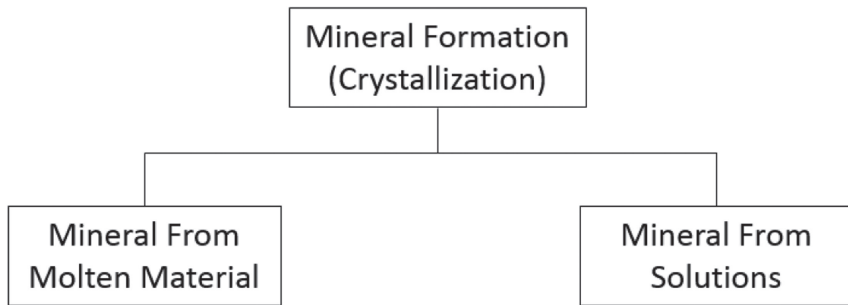 Mineral Formation
(Crystallization)
Mineral From
Molten Material
Mineral From
Solutions